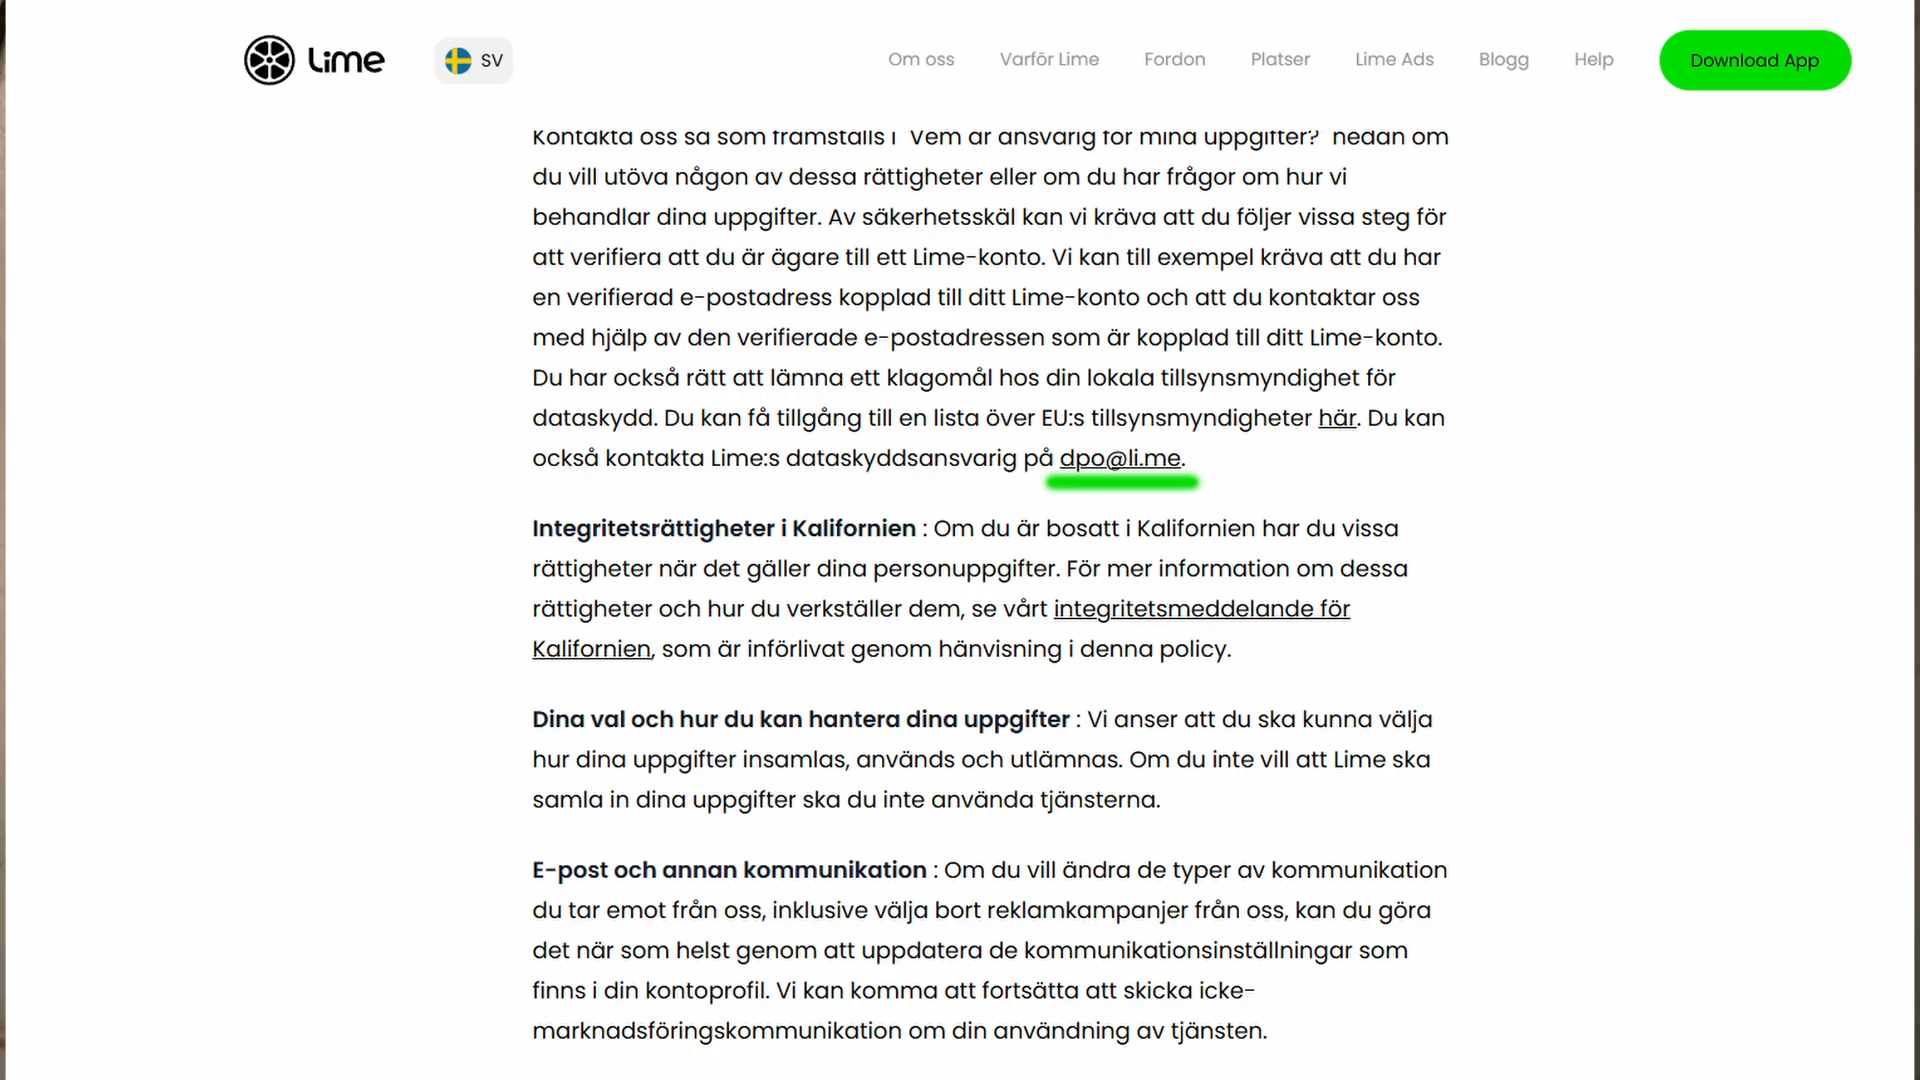 Lime
SV
Om oss
Varför Lime
Fordon
Platser
Lime Ads
Blogg
Help
Download App
Kontakta oss så som framställs i "Vem är ansvarig för mina uppgifter?" nedan om
du vill utöva någon av dessa rättigheter eller om du har frågor om hur vi
behandlar dina uppgifter. Av säkerhetsskäl kan vi kräva att du följer vissa steg för
att verifiera att du är ägare till ett Lime-konto. Vi kan till exempel kräva att du har
en verifierad e-postadress kopplad till ditt Lime-konto och att du kontaktar oss
med hjälp av den verifierade e-postadressen som är kopplad till ditt Lime-konto.
Du har också rätt att lämna ett klagomål hos din lokala tillsynsmyndighet för
dataskydd. Du kan få tillgång till en lista över EU:s tillsynsmyndigheter här. Du kan
också kontakta Lime:s dataskyddsansvarig på dpo@li.me.
Integritetsrättigheter i Kalifornien : Om du är bosatt i Kalifornien har du vissa
rättigheter när det gäller dina personuppgifter. För mer information om dessa
rättigheter och hur du verkställer dem, se vårt integritetsmeddelande för
Kalifornien, som är införlivat genom hänvisning i denna policy.
Dina val och hur du kan hantera dina uppgifter : Vi anser att du ska kunna välja
hur dina uppgifter insamlas, används och utlämnas. Om du inte vill att Lime ska
samla in dina uppgifter ska du inte använda tjänsterna.
E-post och annan kommunikation : Om du vill ändra de typer av kommunikation
du tar emot från oss, inklusive välja bort reklamkampanjer från oss, kan du göra
det när som helst genom att uppdatera de kommunikationsinställningar som
finns i din kontoprofil. Vi kan komma att fortsätta att skicka icke-
marknadsföringskommunikation om din användning av tjänsten.